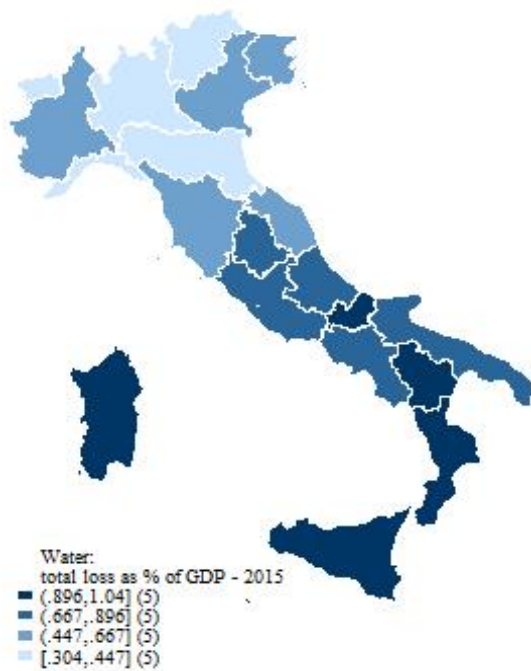 Water:
total loss as % of GDP - 2015
(.896,1.04] (5)
(.667,.896] (5)
(.447,.667] (5)
[.304,.447] (5)